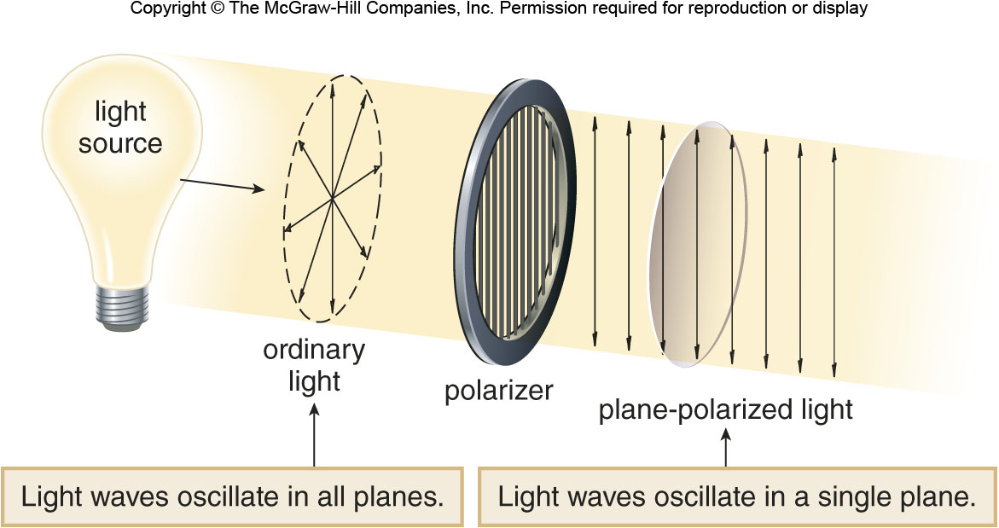 Copyright © The McGraw-Hill Companies, Inc. Permission required for reproduction or display
light
source
ordinary
light
polarizer
plane-polarized light
Light waves oscillate in all planes.
Light waves oscillate in a single plane.